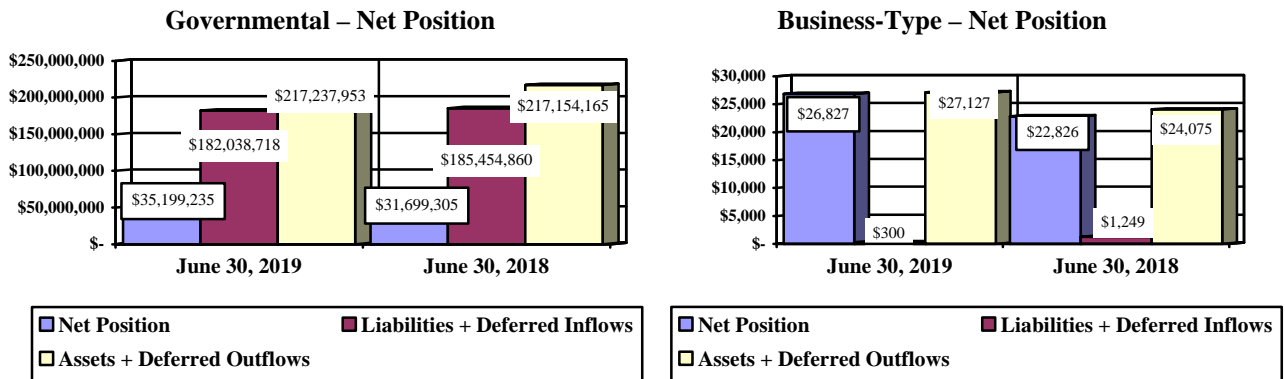 Governmental – Net Position
$250,000,000
$200,000,000
$150,000,000
$100,000,000
$50,000,000
$-
$35,199,235
$182,038,718
$217,237,953
$31,699,305
$185,454,860
$217,154,165
June 30, 2019
June 30, 2018
Net Position
Liabilities + Deferred Inflows
Assets + Deferred Outflows
Business-Type – Net Position
$30,000
$25,000
$20,000
$15,000
$10,000
$5,000
$-
$26,827
$300
$27,127
$22,826
$1,249
$24,075
June 30, 2019
June 30, 2018
Net Position
Liabilities + Deferred Inflows
Assets + Deferred Outflows